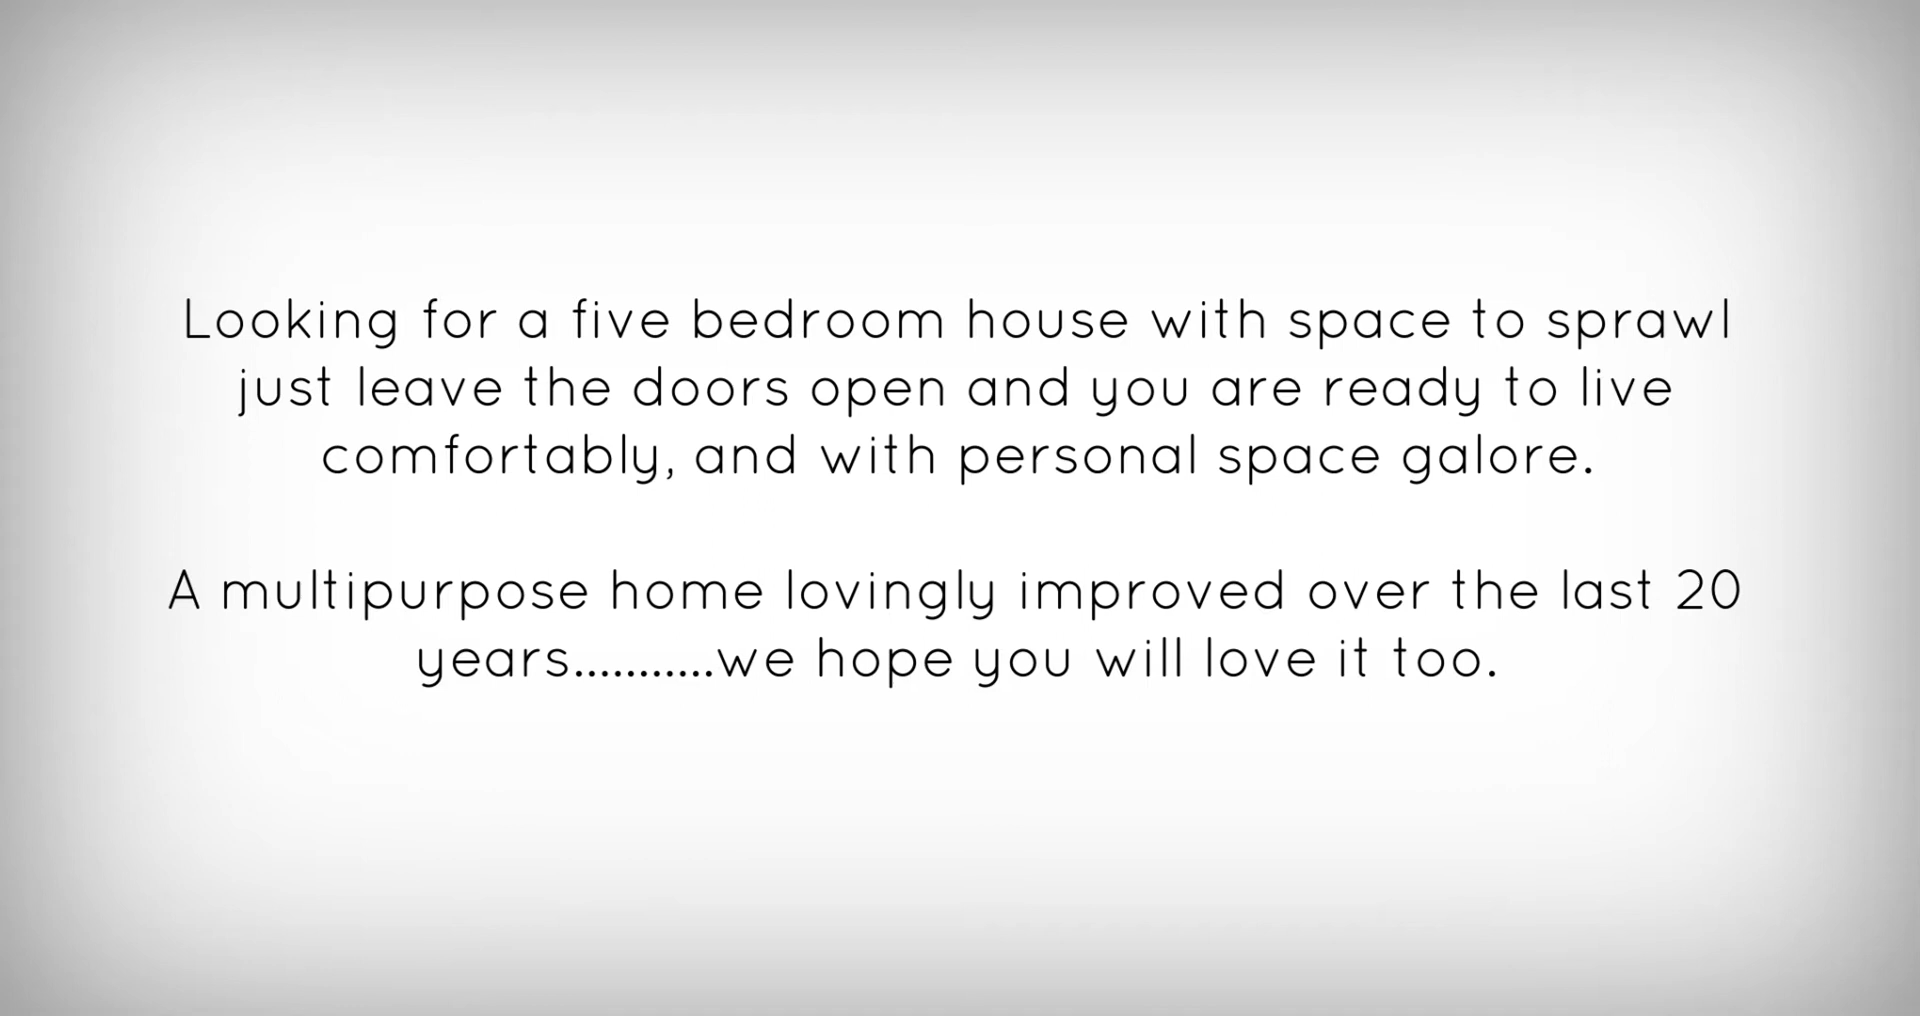 Looking for a five bedroom house with space to sprawl
just leave the doors open and you are ready to live
comfortably, and with personal space galore.
A multipurpose home lovingly improved over the last 20
years...........we hope you will love it too.